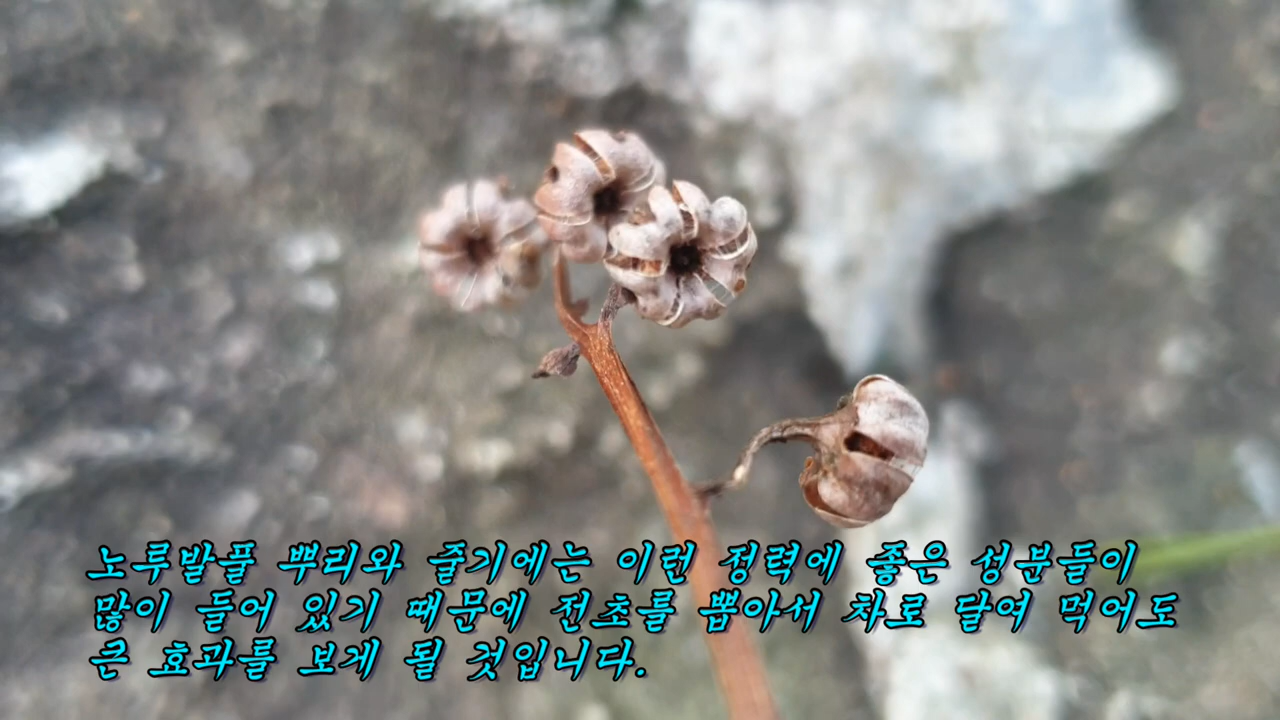 노루발풀 뿌리와 줄기에는 이런 정력에 좋은 성분들이
많이 들어 있기 때문에 전초를 뽑아서 차로 달여 먹어도
큰 효과를 보게 될 것입니다.